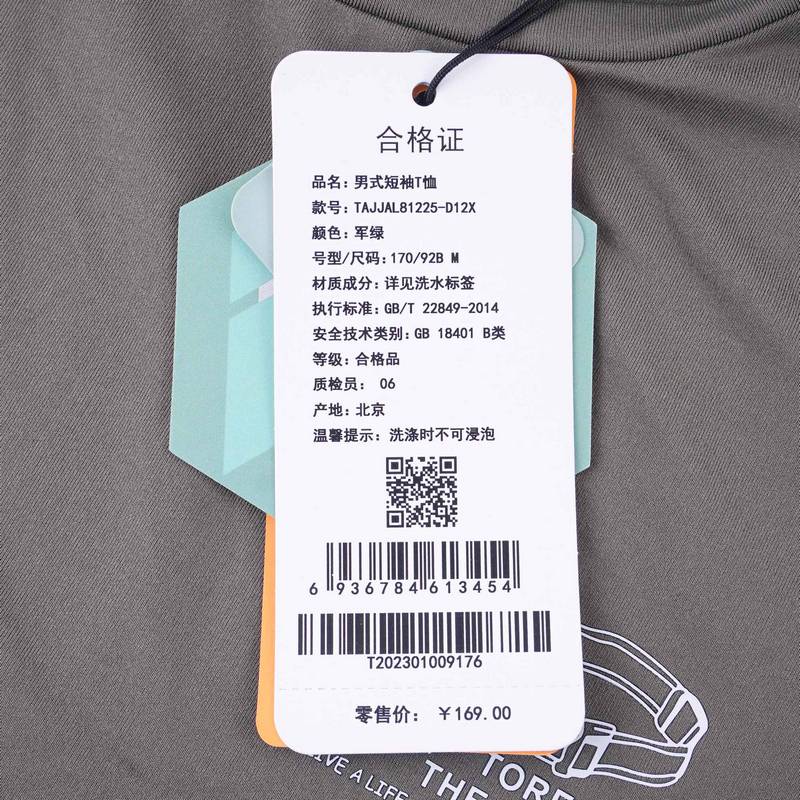 合格证
品名：男式短袖T恤
款号：TAJJAL81225-D12X
颜色：军绿
号型/尺码：170/92B M
材质成分：详见洗水标签
执行标准：GB/T 22849-2014
安全技术类别：GB 18401 B类
等级：合格品
质检员： 06
产地：北京
温馨提示：洗涤时不可浸泡
6 936784 613454
T202301009176
零售价： ￥169.00
A LIFE
THE